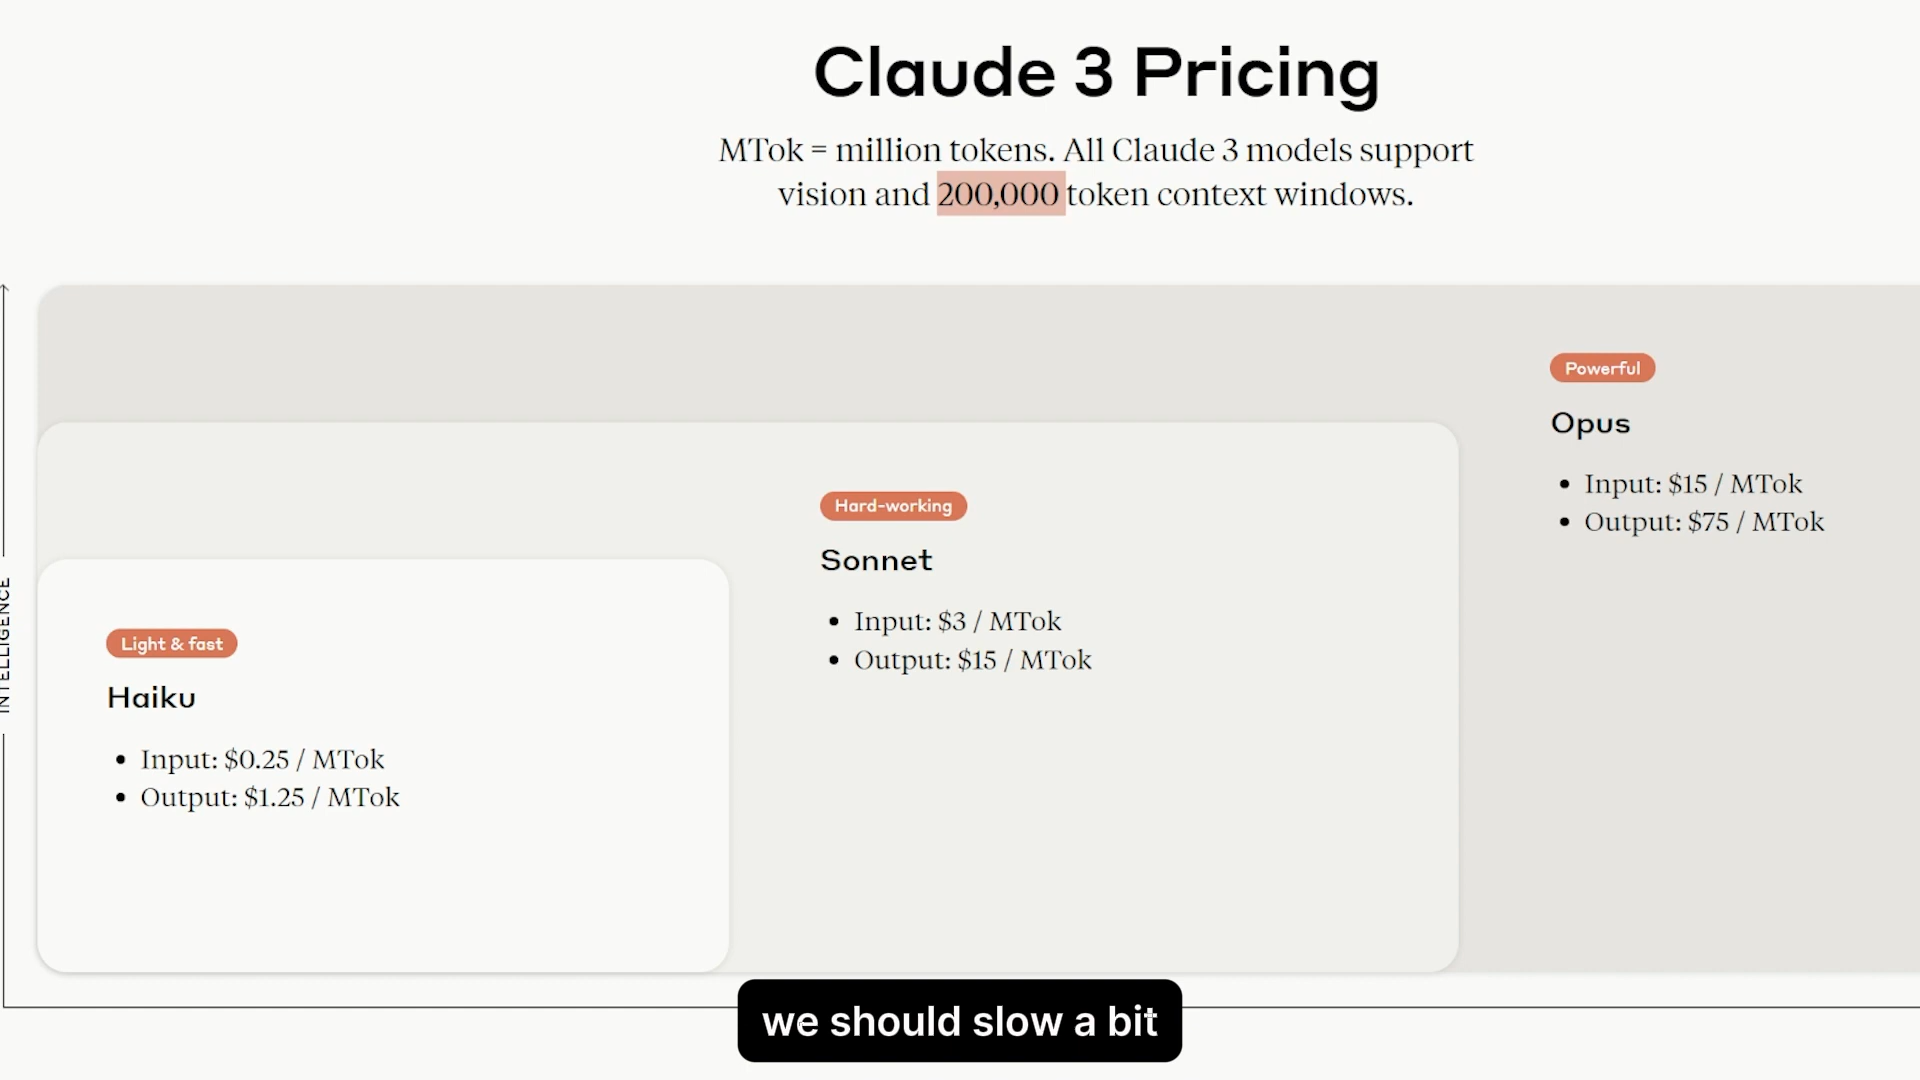 Claude 3 Pricing
MTok = million tokens. All Claude 3 models support
vision and 200,000 token context windows.
Powerful
Opus
• Input: $15 / MTok
• Output: $75 / MTok
Hard-working
Sonnet
• Input: $3 / MTok
• Output: $15 / MTok
Light & fast
Haiku
• Input: $0.25 / MTok
• Output: $1.25 / MTok
INTELLIGENCE
we should slow a bit